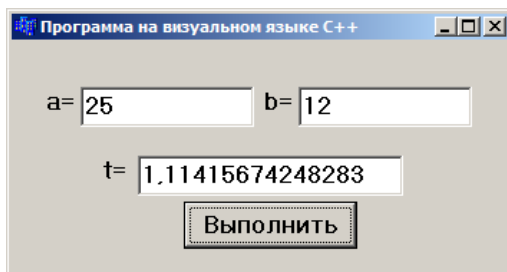 Программа на визуальном языке C++
a= 25 b= 12
t= 1,11415674248283
Выполнить